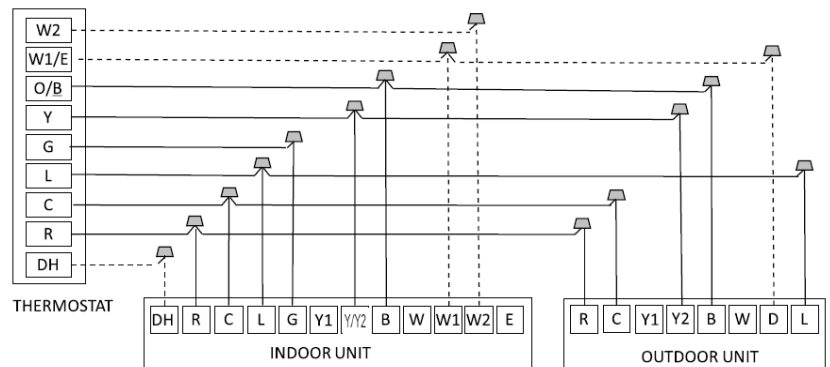 W2
W1/E
O/B
Y
G
L
C
R
DH
THERMOSTAT
DH R C L G Y1 Y/Y2 B W W1 W2 E
INDOOR UNIT
R C Y1 Y2 B W D L
OUTDOOR UNIT